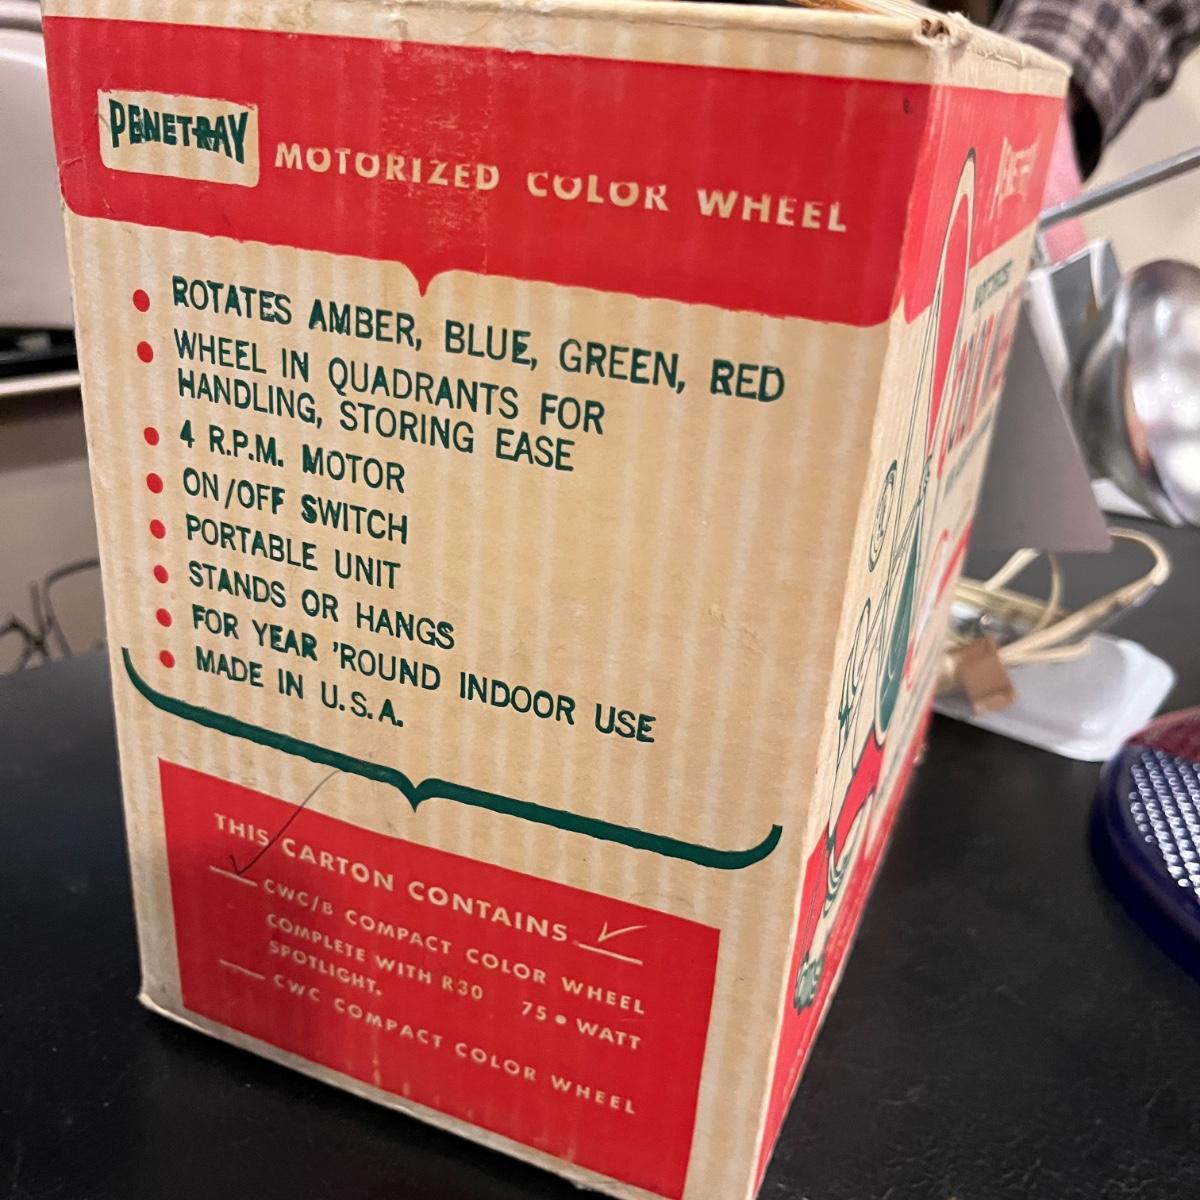 PENETRAY
MOTORIZED COLOR WHEEL
ROTATES AMBER, BLUE, GREEN, RED
WHEEL IN QUADRANTS FOR
HANDLING, STORING EASE
4 R.P.M. MOTOR
ON/OFF SWITCH
PORTABLE UNIT
STANDS OR HANGS
FOR YEAR 'ROUND INDOOR USE
MADE IN U.S.A.
THIS CARTON CONTAINS
CWC/B COMPACT COLOR WHEEL
COMPLETE WITH R30 75 • WATT
SPOTLIGHT.
CWC COMPACT COLOR WHEEL